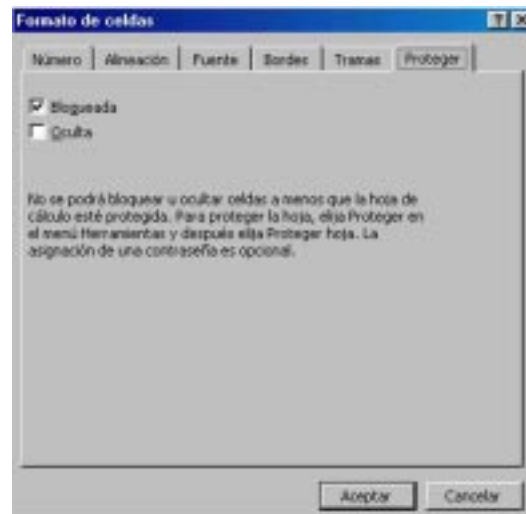 Formato de celdas
Número Alineación Fuente Bordes Tramas Proteger
Bloqueada
Oculta
No se podrá bloquear u ocultar celdas a menos que la hoja de
cálculo esté protegida. Para proteger la hoja, elija Proteger en
el menú Herramientas y después elija Proteger hoja. La
asignación de una contraseña es opcional.
Aceptar Cancelar